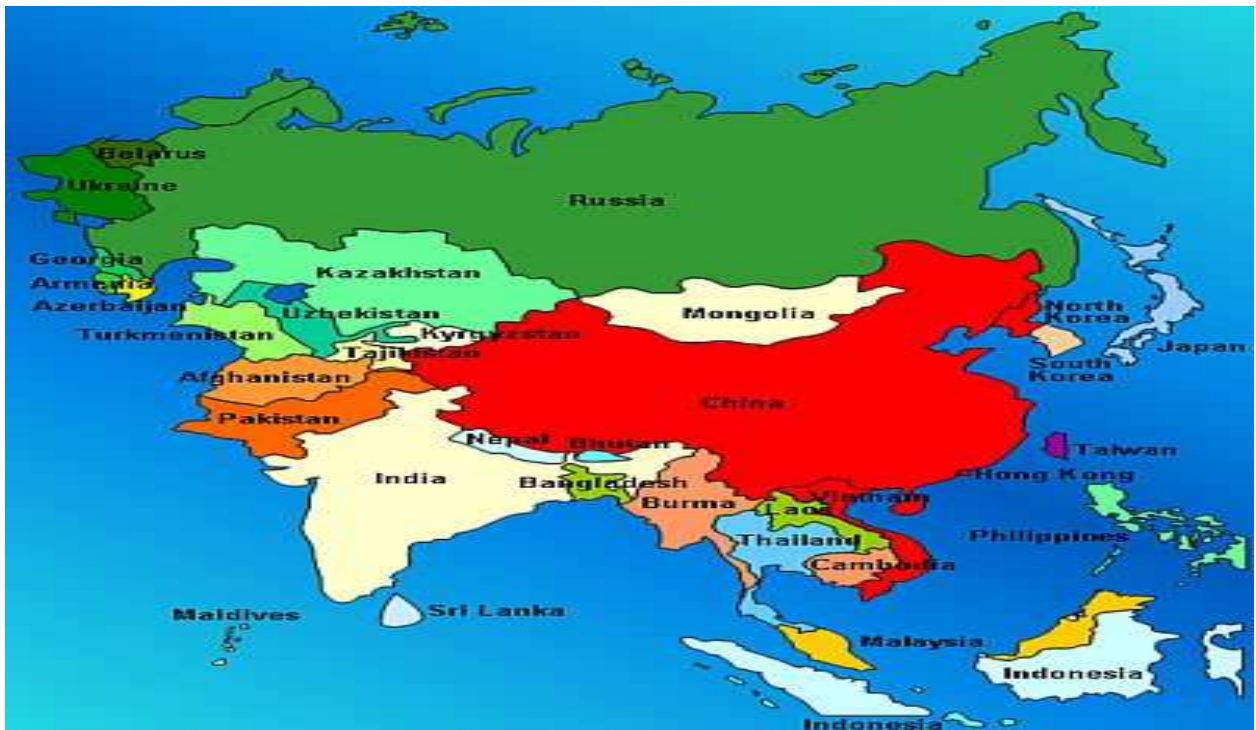 Belarus
Ukraine
Russia
Georgia
Armenia
Kazakhstan
Azerbaijan
Uzbekistan
Mongolia
North
Korea
Turkmenistan
Kyrgyzstan
Japan
Tajikistan
South
Korea
Afghanistan
China
Pakistan
Nepal
Bhutan
Taiwan
India
Bangladesh
Hong Kong
Burma
Vietnam
Laos
Thailand
Philippines
Cambodia
Maldives
Sri Lanka
Malaysia
Indonesia
Indonesia